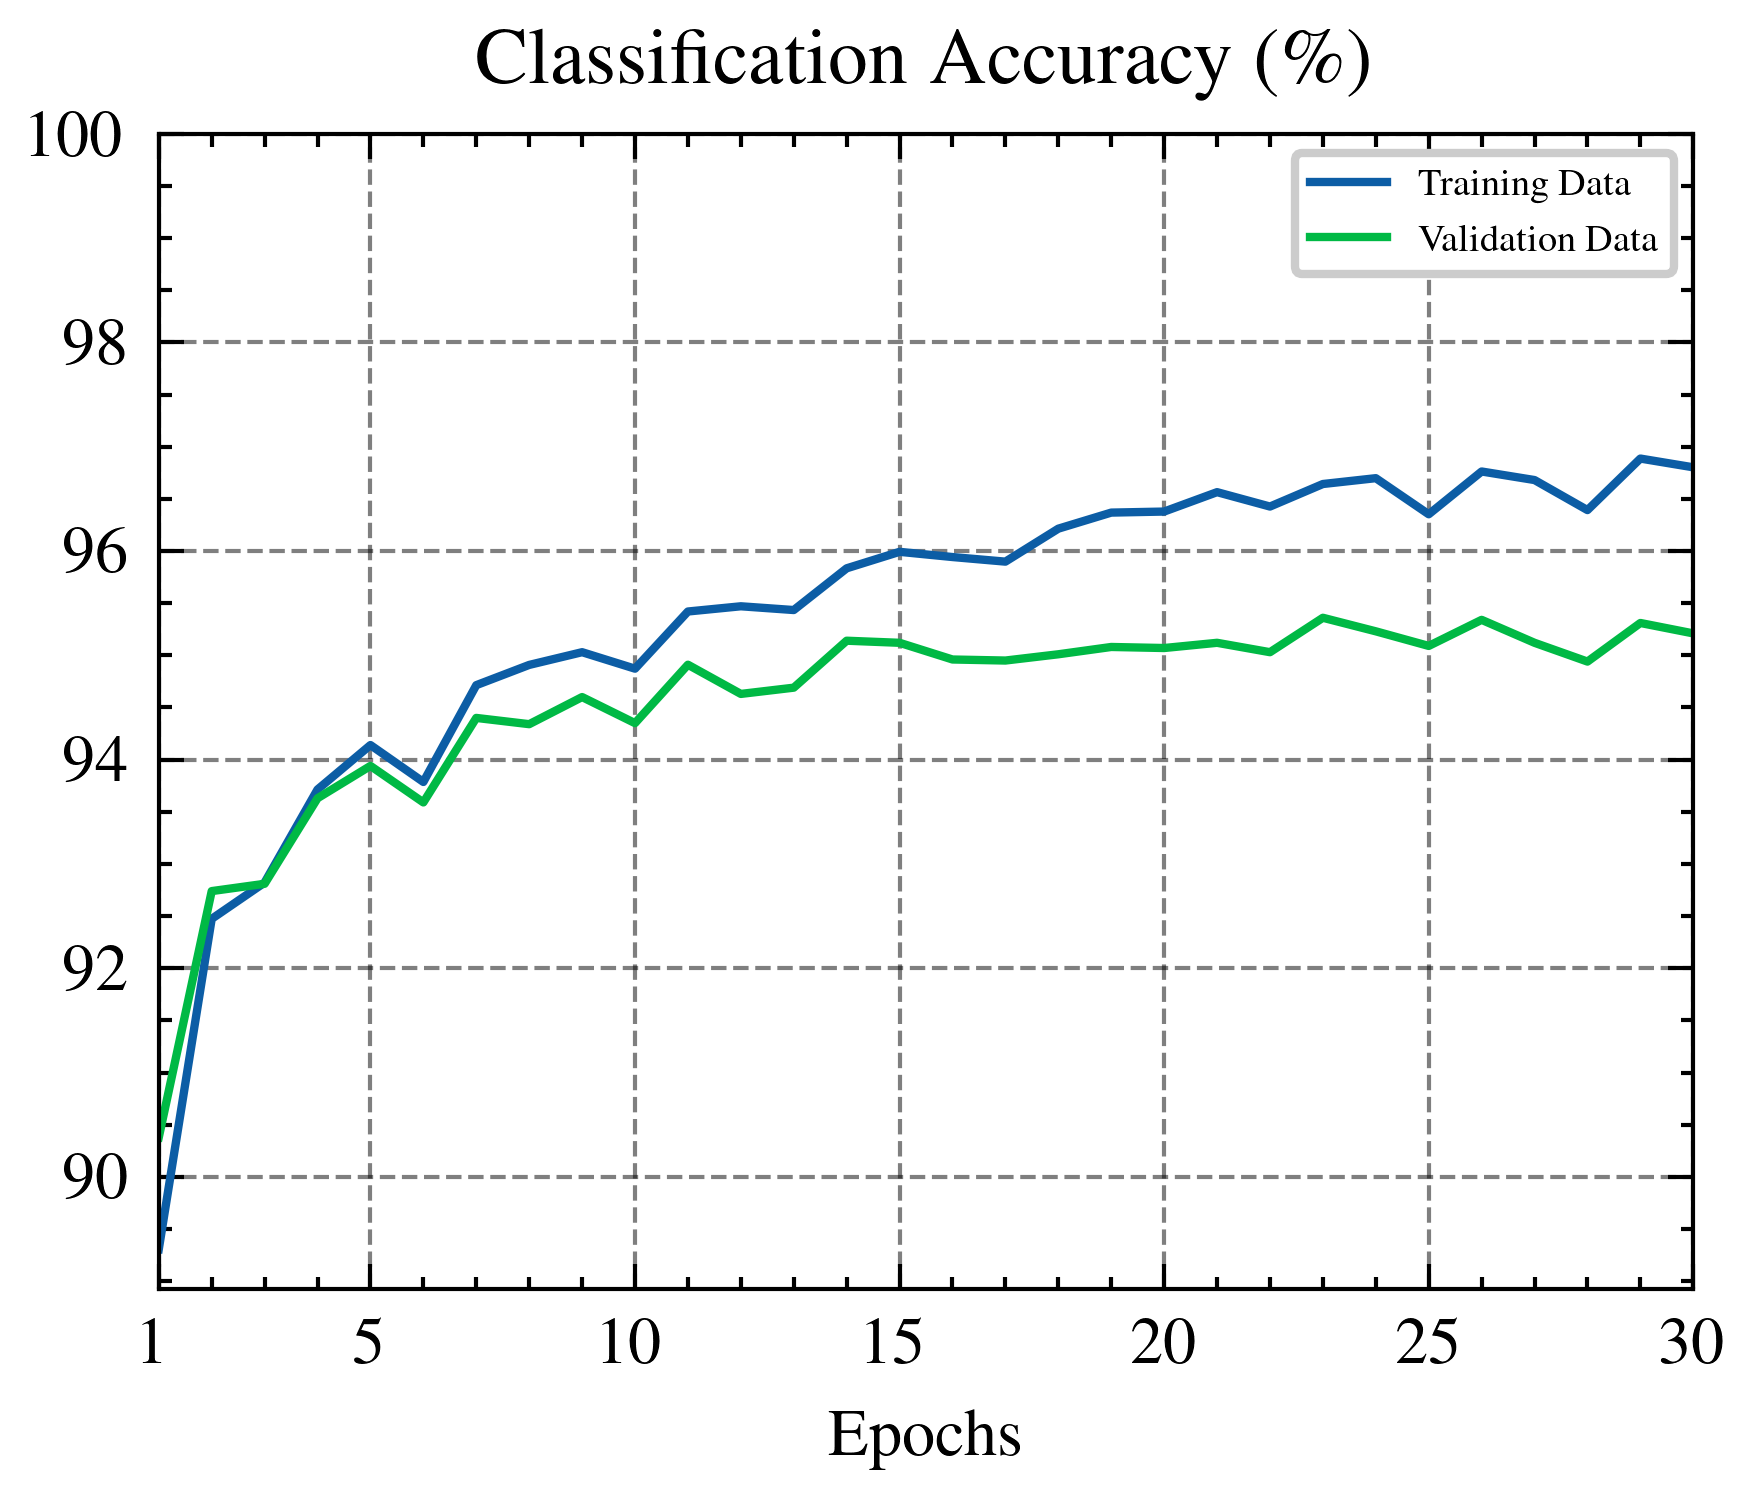 Classification Accuracy (%)
100
98
96
94
92
90
Training Data
Validation Data
1 5 10 15 20 25 30
Epochs